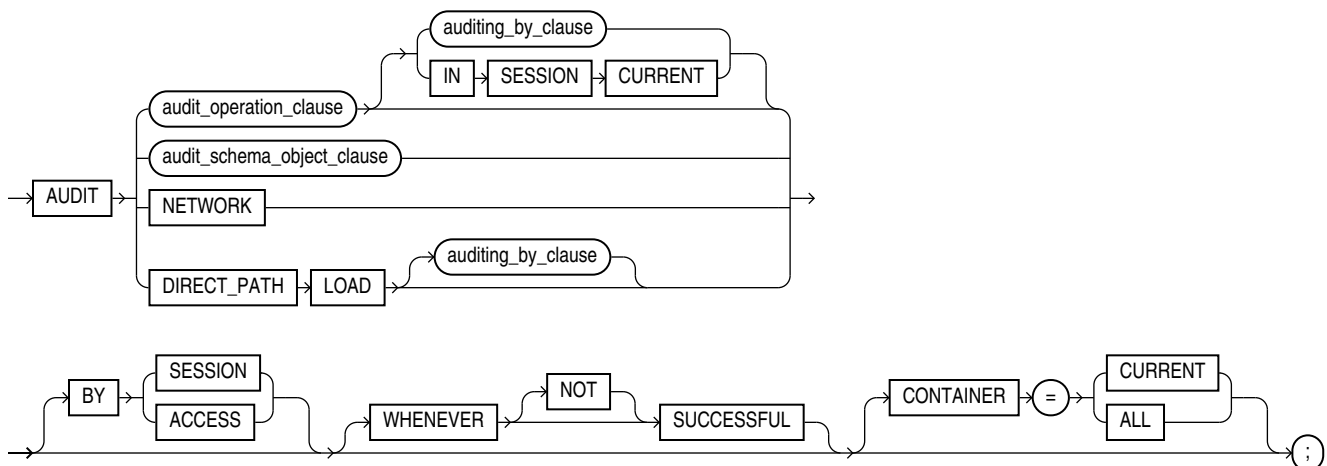 auditing_by_clause
IN SESSION CURRENT
audit_operation_clause
audit_schema_object_clause
AUDIT
NETWORK
auditing_by_clause
DIRECT_PATH LOAD
SESSION
BY
ACCESS
NOT
WHENEVER SUCCESSFUL
CURRENT
CONTAINER =
ALL
;